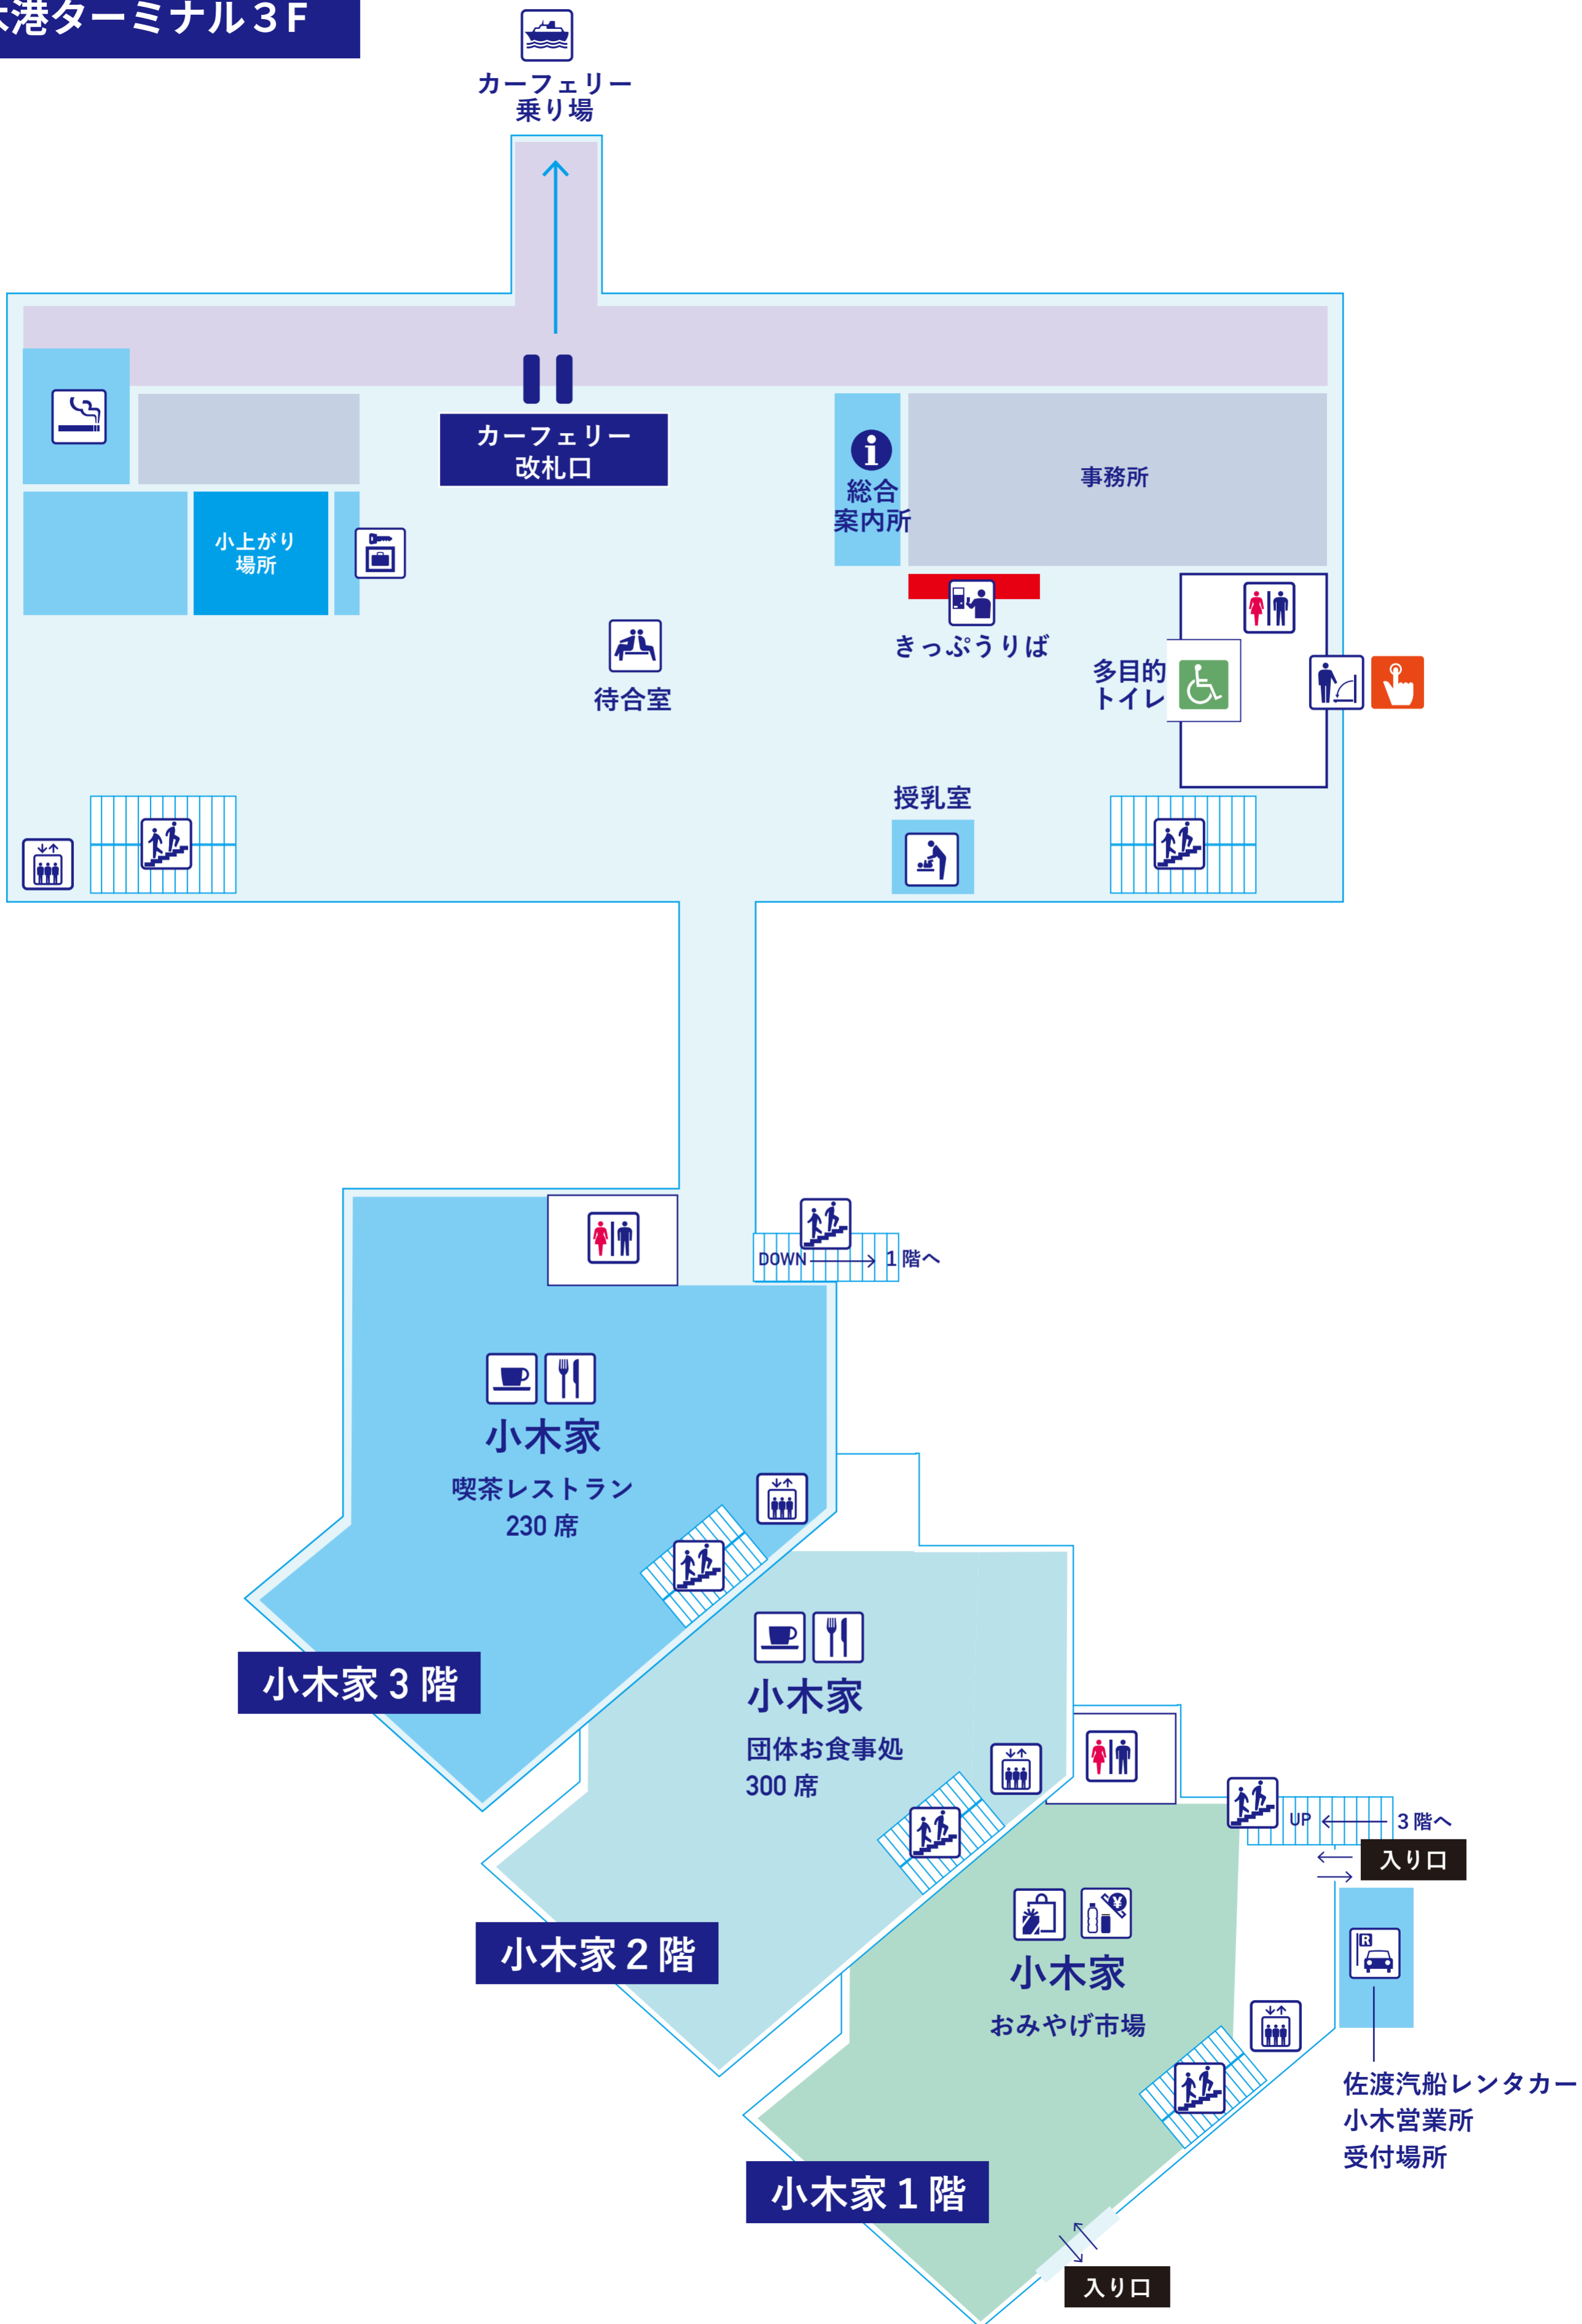 港ターミナル3F
カーフェリー
乗り場
カーフェリー
改札口
総合
案内所
事務所
小上がり
場所
きっぷうりば
待合室
多目的
トイレ
授乳室
DOWN
1階へ
小木家
喫茶レストラン
230席
小木家3階
小木家
団体お食事処
300席
UP
3階へ
入り口
小木家2階
小木家
おみやげ市場
R
佐渡汽船レンタカー
小木営業所
受付場所
小木家1階
入り口